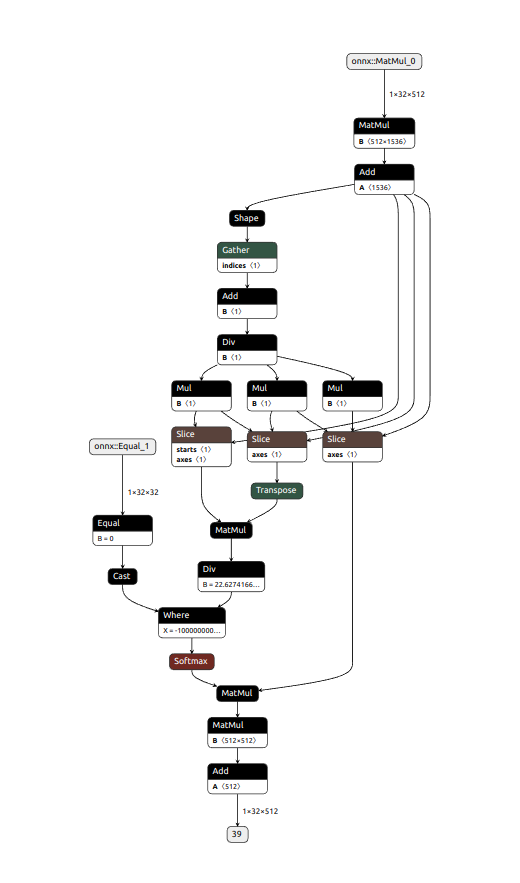 onnx::MatMul_0
1×32×512
MatMul
B ⟨512×1536⟩
Add
A ⟨1536⟩
Shape
Gather
indices ⟨1⟩
Add
B ⟨1⟩
Div
B ⟨1⟩
Mul Mul Mul
B ⟨1⟩ B ⟨1⟩ B ⟨1⟩
Slice Slice Slice
starts ⟨1⟩ axes ⟨1⟩ axes ⟨1⟩
axes ⟨1⟩
onnx::Equal_1
1×32×32
Transpose
Equal
B = 0
MatMul
Cast
Div
B = 22.6274166…
Where
X = -100000000…
Softmax
MatMul
MatMul
B ⟨512×512⟩
Add
A ⟨512⟩
1×32×512
39